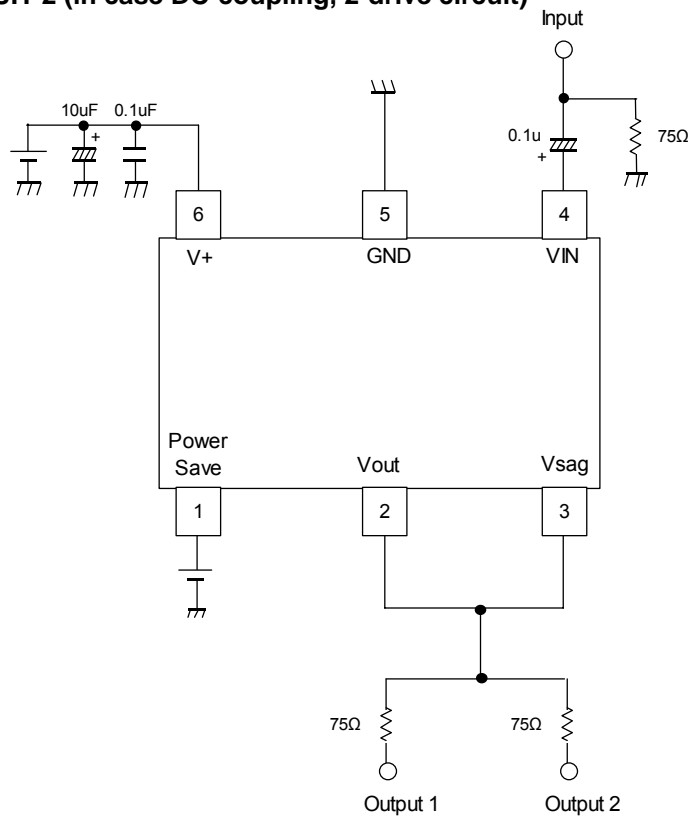 (in case DC coupling, 2 drive circuit)
Input
10uF 0.1uF
0.1u
+
+
75Ω
6
5
4
V+
GND
VIN
Power
Save
Vout
Vsag
1
2
3
75Ω
75Ω
Output 1
Output 2